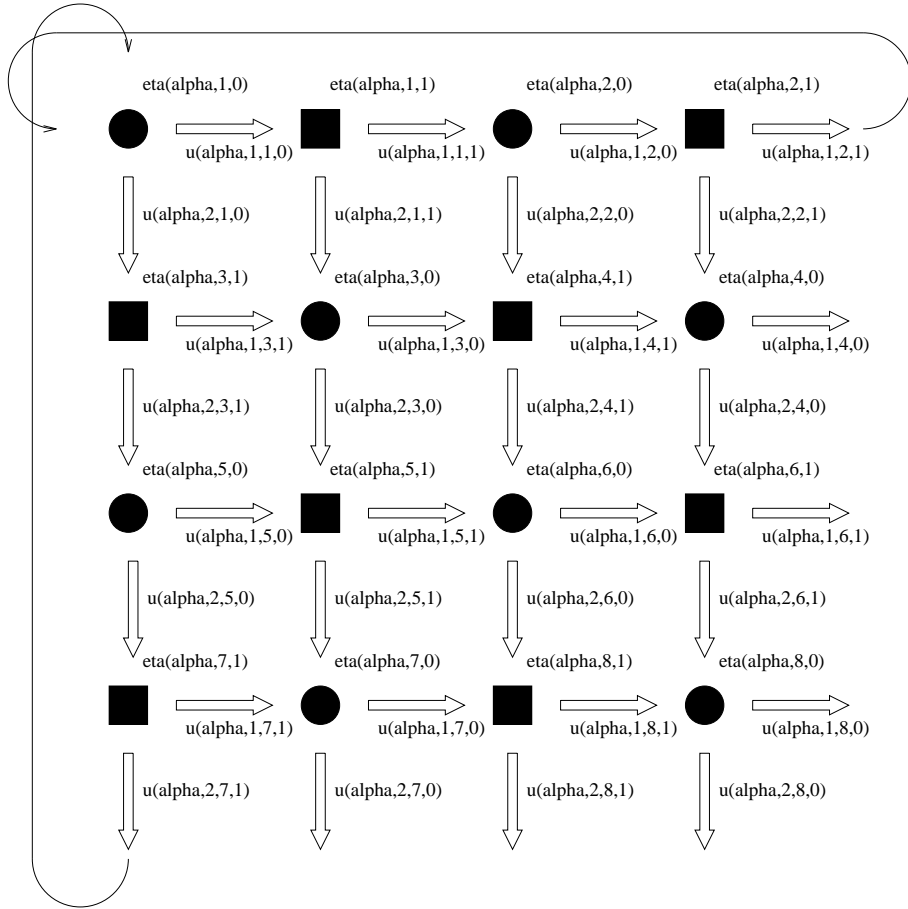 eta(alpha,1,0) eta(alpha,1,1) eta(alpha,2,0) eta(alpha,2,1)
u(alpha,1,1,0) u(alpha,1,1,1) u(alpha,1,2,0) u(alpha,1,2,1)
u(alpha,2,1,0) u(alpha,2,1,1) u(alpha,2,2,0) u(alpha,2,2,1)
eta(alpha,3,1) eta(alpha,3,0) eta(alpha,4,1) eta(alpha,4,0)
u(alpha,1,3,1) u(alpha,1,3,0) u(alpha,1,4,1) u(alpha,1,4,0)
u(alpha,2,3,1) u(alpha,2,3,0) u(alpha,2,4,1) u(alpha,2,4,0)
eta(alpha,5,0) eta(alpha,5,1) eta(alpha,6,0) eta(alpha,6,1)
u(alpha,1,5,0) u(alpha,1,5,1) u(alpha,1,6,0) u(alpha,1,6,1)
u(alpha,2,5,0) u(alpha,2,5,1) u(alpha,2,6,0) u(alpha,2,6,1)
eta(alpha,7,1) eta(alpha,7,0) eta(alpha,8,1) eta(alpha,8,0)
u(alpha,1,7,1) u(alpha,1,7,0) u(alpha,1,8,1) u(alpha,1,8,0)
u(alpha,2,7,1) u(alpha,2,7,0) u(alpha,2,8,1) u(alpha,2,8,0)